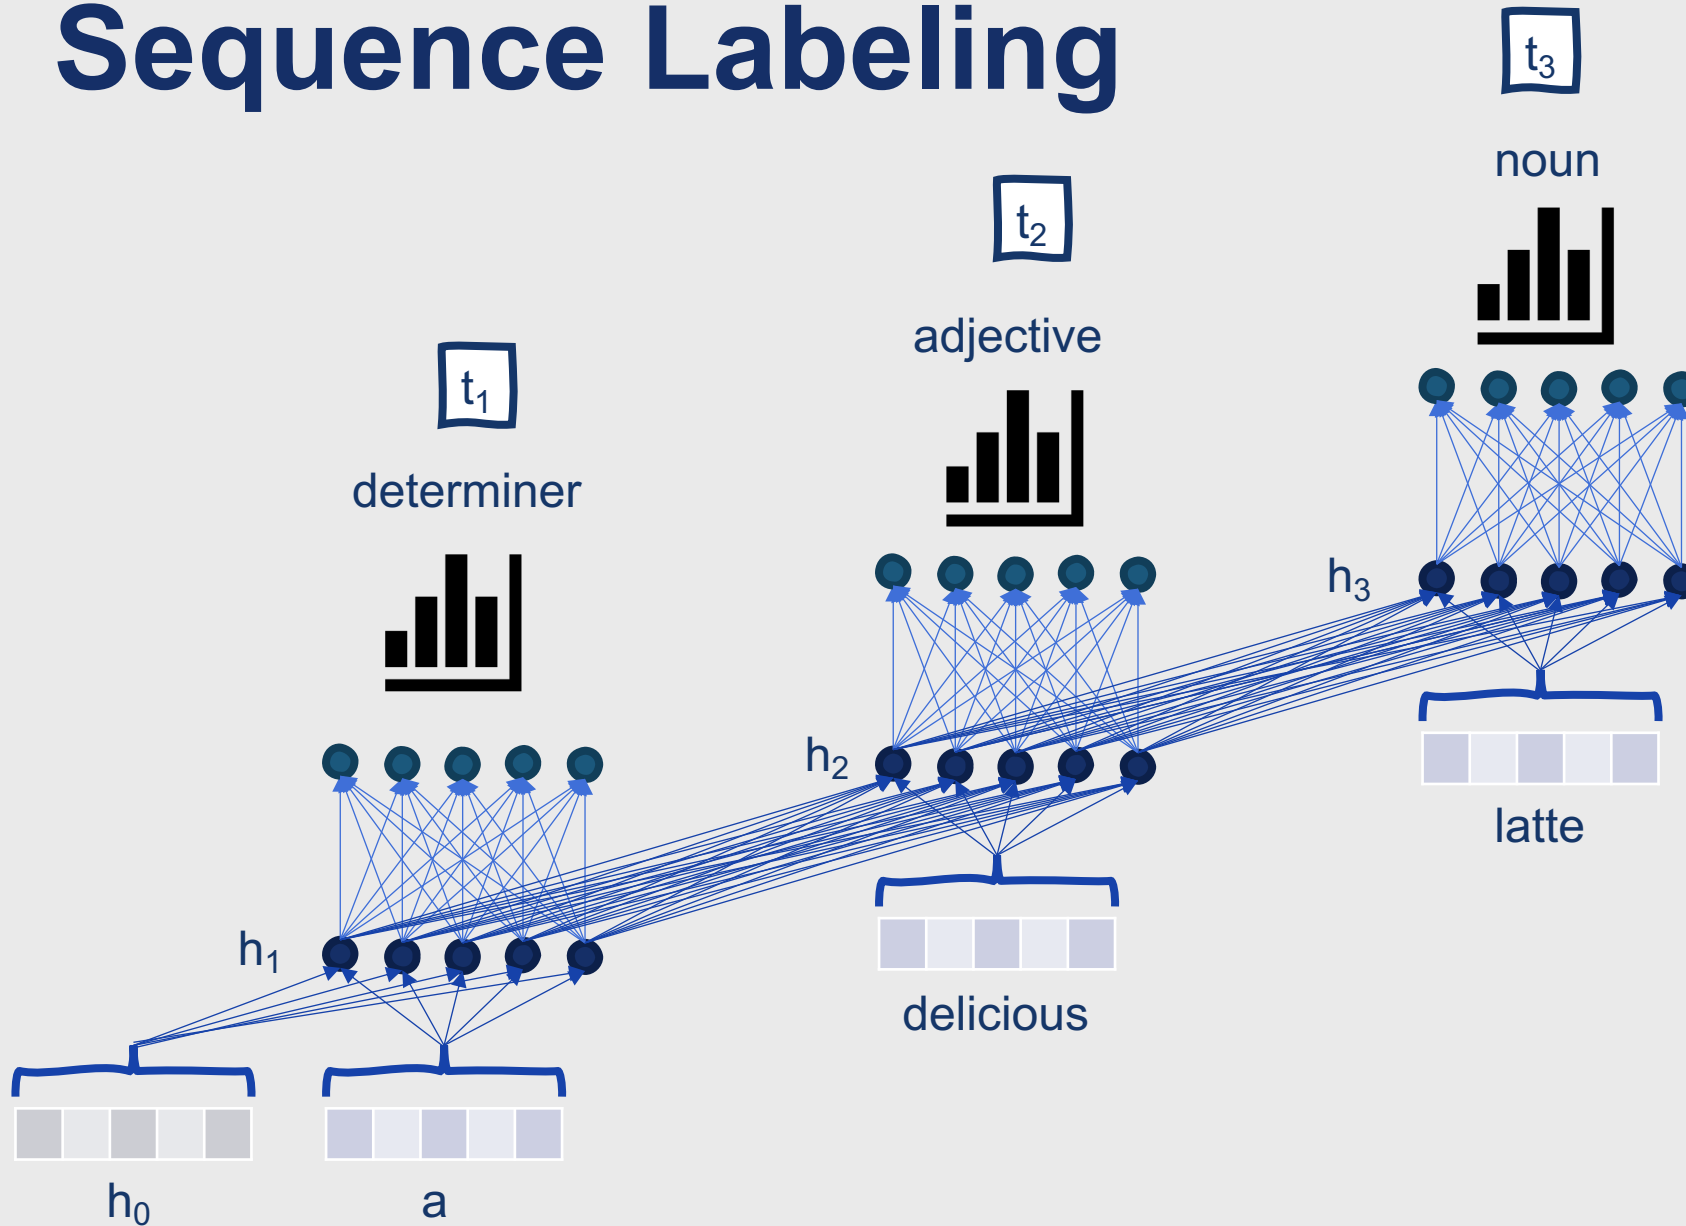 Sequence Labeling
t₃
noun
t₂
adjective
t₁
determiner
h₃
h₂
latte
h₁
delicious
h₀
a